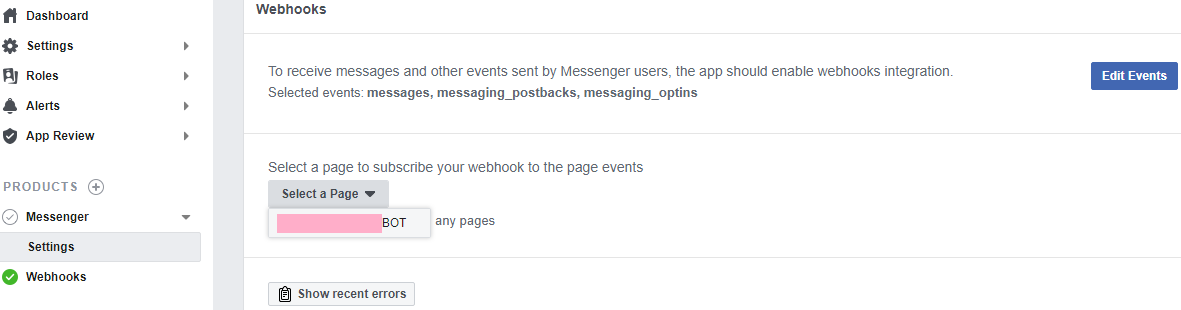 Dashboard
Settings
Roles
Alerts
App Review
PRODUCTS
Messenger
Settings
Webhooks
Webhooks
To receive messages and other events sent by Messenger users, the app should enable webhooks integration.
Selected events: messages, messaging_postbacks, messaging_optins
Edit Events
Select a page to subscribe your webhook to the page events
Select a Page
BOT
any pages
Show recent errors